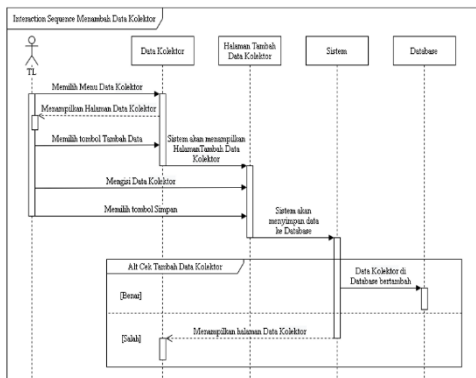 Interaction Sequence Menambah Data Kolektor
TL
Data Kolektor
Halaman Tambah
Data Kolektor
Sistem
Database
Memilih Menu Data Kolektor
Menampilkan Halaman Data Kolektor
Memilih tombol Tambah Data
Sistem akan menampilkan
HalamanTambah Data
Kolektor
Mengisi Data Kolektor
Memilih tombol Simpan
Sistem akan
menyimpan data
ke Database
Alt Cek Tambah Data Kolektor
Data Kolektor di
Database bertambah
[Benar]
[Salah]
Menampilkan halaman Data Kolektor